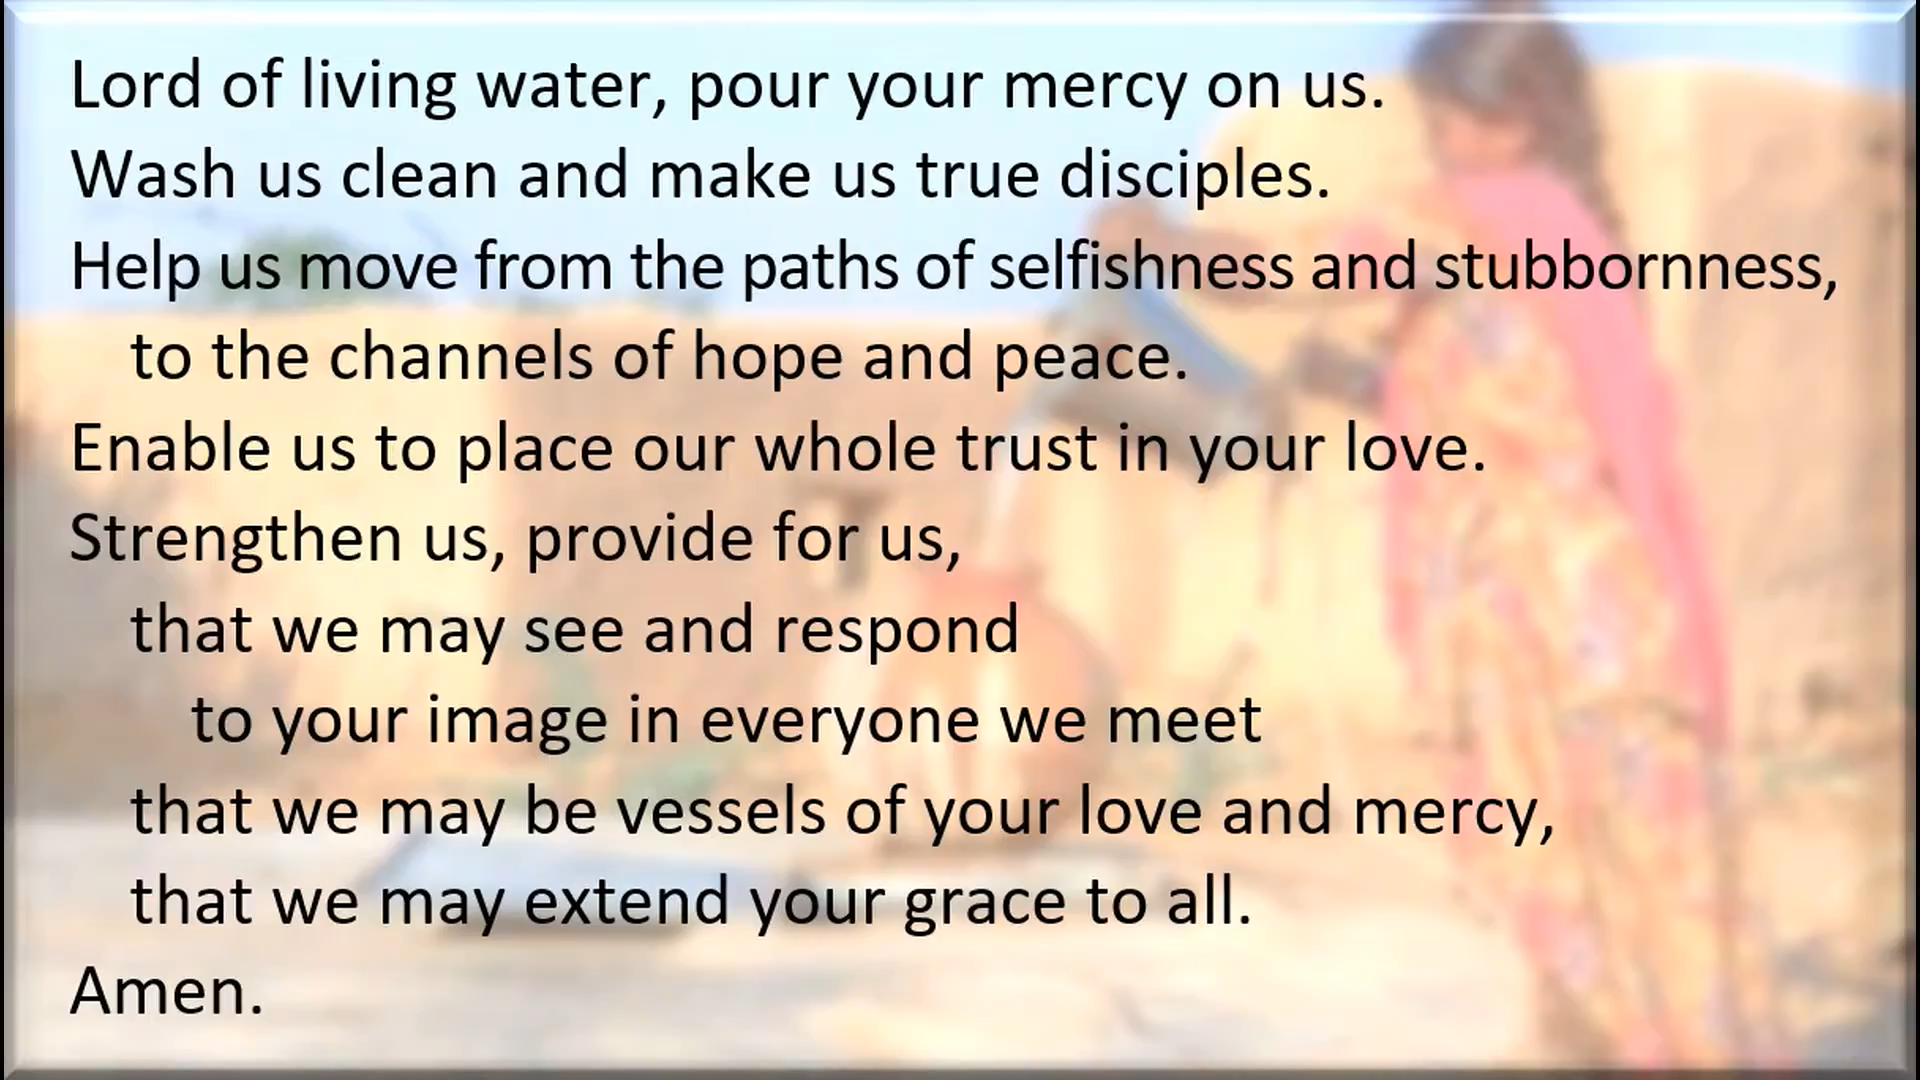 Lord of living water, pour your mercy on us.
Wash us clean and make us true disciples.
Help us move from the paths of selfishness and stubbornness,
to the channels of hope and peace.
Enable us to place our whole trust in your love.
Strengthen us, provide for us,
that we may see and respond
to your image in everyone we meet
that we may be vessels of your love and mercy,
that we may extend your grace to all.
Amen.